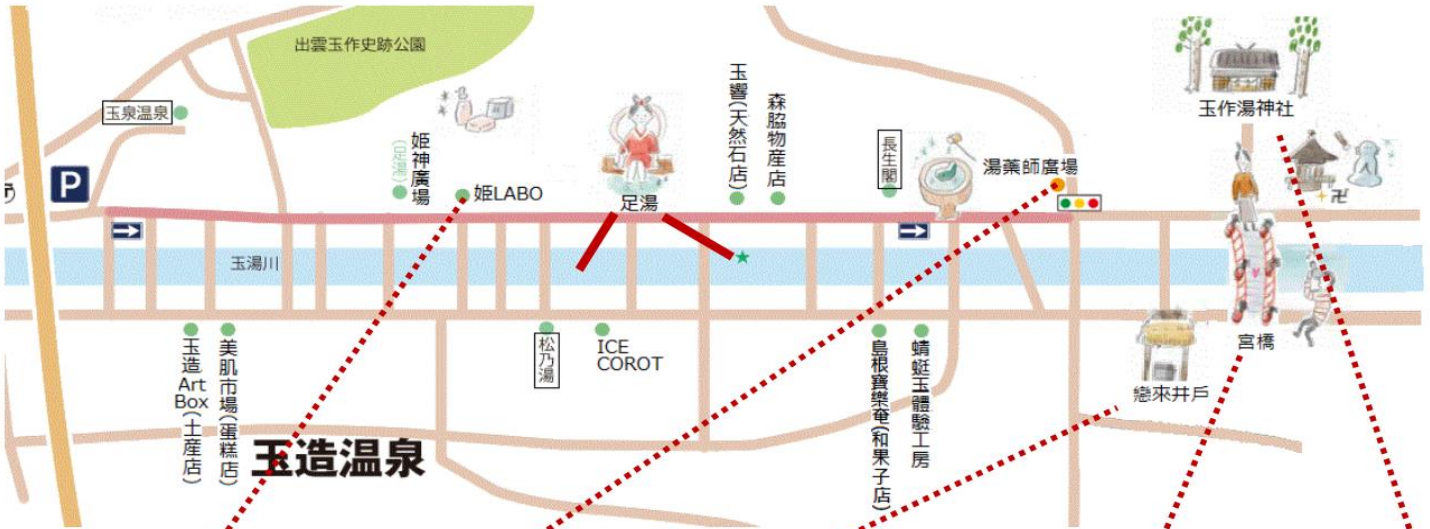 出雲玉作史跡公園
玉作湯神社
玉泉温泉
P
姫神廣場
(足湯)
姫LABO
足湯
玉響(天然石店)
森脇物産店
長生閣
湯薬師廣場
卍
玉湯川
玉造
Art
Box
(土産店)
美肌市場(蛋糕店)
松乃湯
ICE
COROT
島根寶樂奄(和果子店)
蜻蜓玉體驗工房
宮橋
戀來井戶
玉造温泉